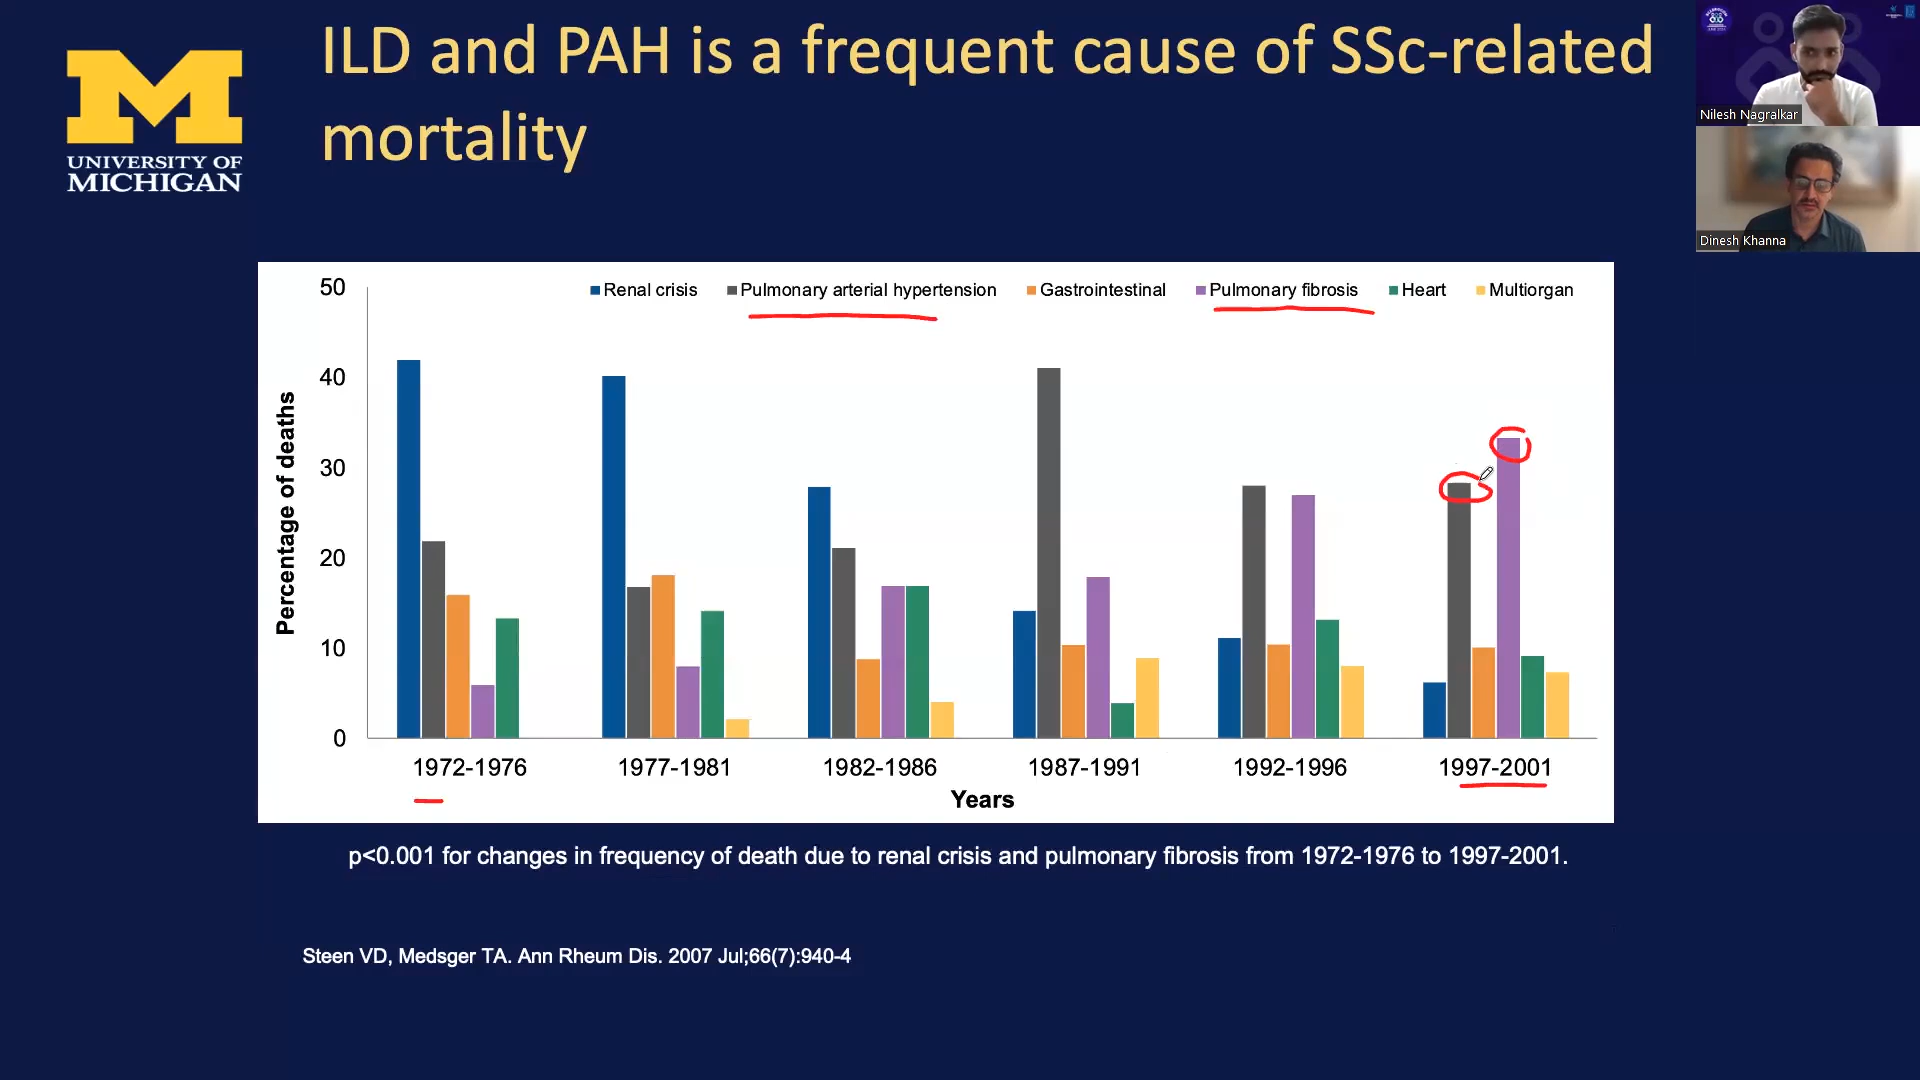 ILD and PAH is a frequent cause of SSc-related
mortality
UNIVERSITY OF
MICHIGAN
Nilesh Nagralkar
Dinesh Khanna
Renal crisis
Pulmonary arterial hypertension
Gastrointestinal
Pulmonary fibrosis
Heart
Multiorgan
Percentage of deaths
50
40
30
20
10
0
1972-1976
1977-1981
1982-1986
1987-1991
1992-1996
1997-2001
Years
p<0.001 for changes in frequency of death due to renal crisis and pulmonary fibrosis from 1972-1976 to 1997-2001.
Steen VD, Medsger TA. Ann Rheum Dis. 2007 Jul;66(7):940-4